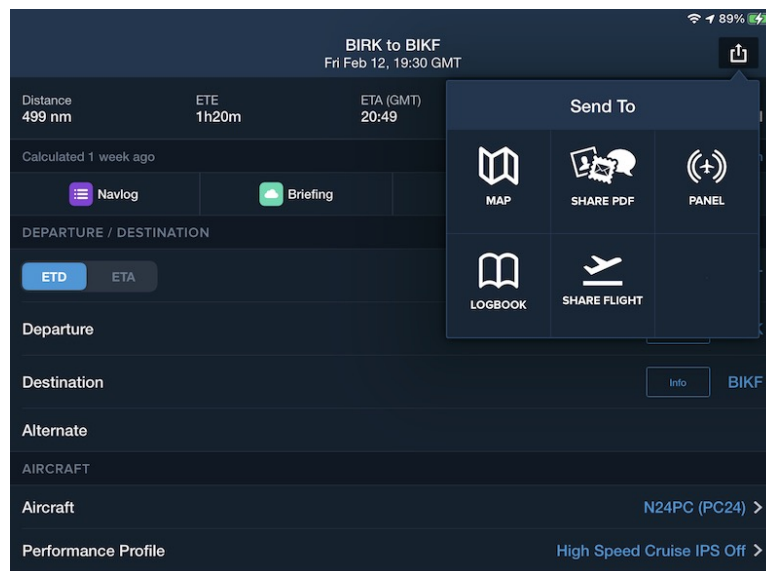 89%
BIRK to BIKF
Fri Feb 12, 19:30 GMT
Distance ETE ETA (GMT)
499 nm 1h20m 20:49
Calculated 1 week ago
Navlog Briefing
DEPARTURE / DESTINATION
ETD ETA
Send To
MAP SHARE PDF PANEL
LOGBOOK SHARE FLIGHT
Departure
Destination Info BIKF
Alternate
AIRCRAFT
Aircraft N24PC (PC24) >
Performance Profile High Speed Cruise IPS Off >